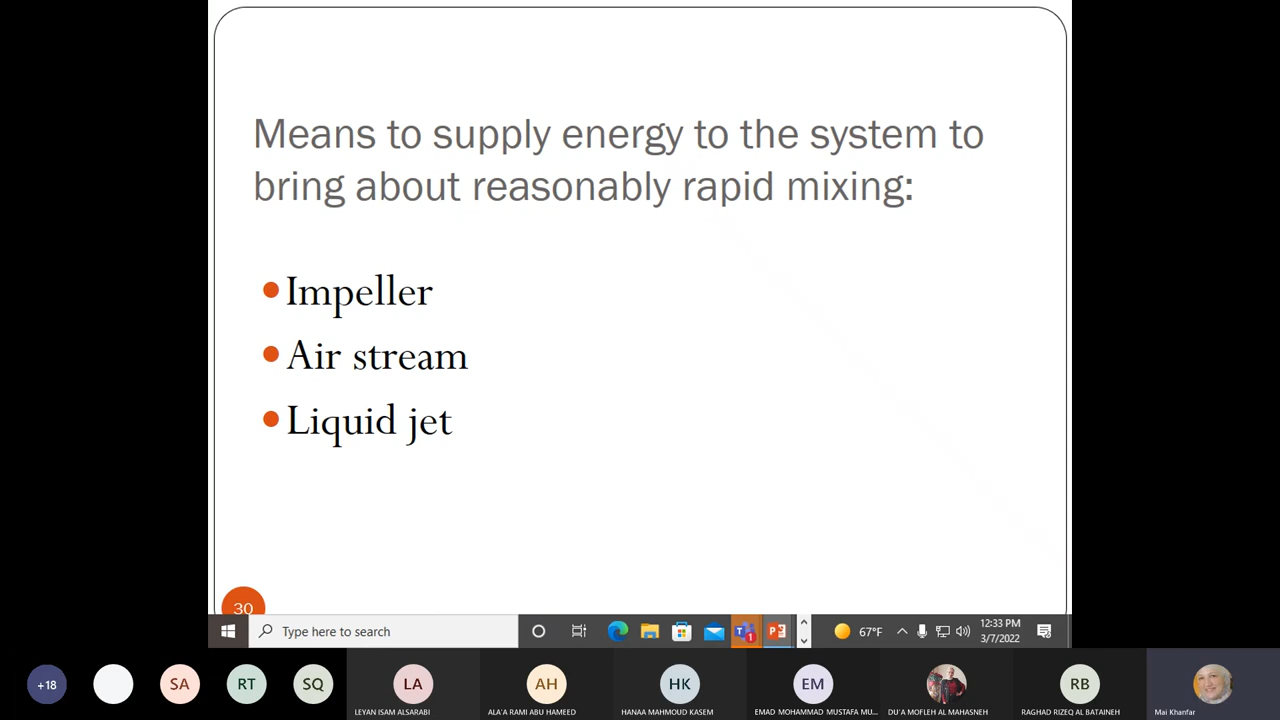 Means to supply energy to the system to
bring about reasonably rapid mixing:
Impeller
Air stream
Liquid jet
30
Type here to search
1
67°F
12:33 PM
3/7/2022
+18
SA
RT
SQ
LA
AH
HK
EM
RB
LEYAN ISAM ALSARABI
ALA'A RAMI ABU HAMEED
HANAA MAHMOUD KASEM
EMAD MOHAMMAD MUSTAFA MU...
DU'A MOFLEH AL MAHASNEH
RAGHAD RIZEQ AL BATAINEH
Mai Khanfar